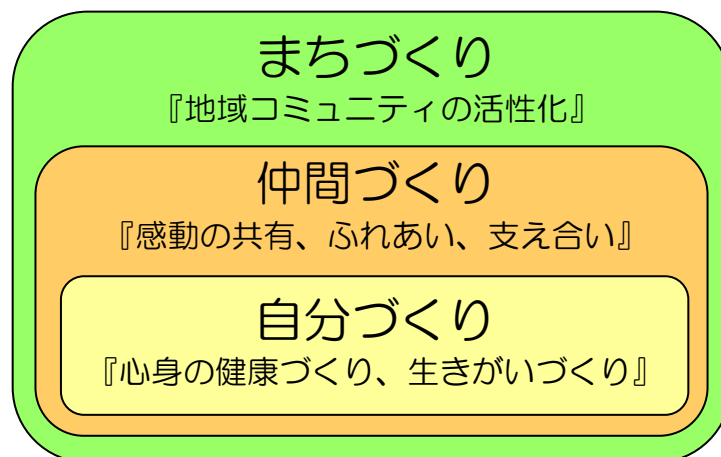 まちづくり
『地域コミュニティの活性化』
仲間づくり
『感動の共有、ふれあい、支え合い』
自分づくり
『心身の健康づくり、生きがいづくり』